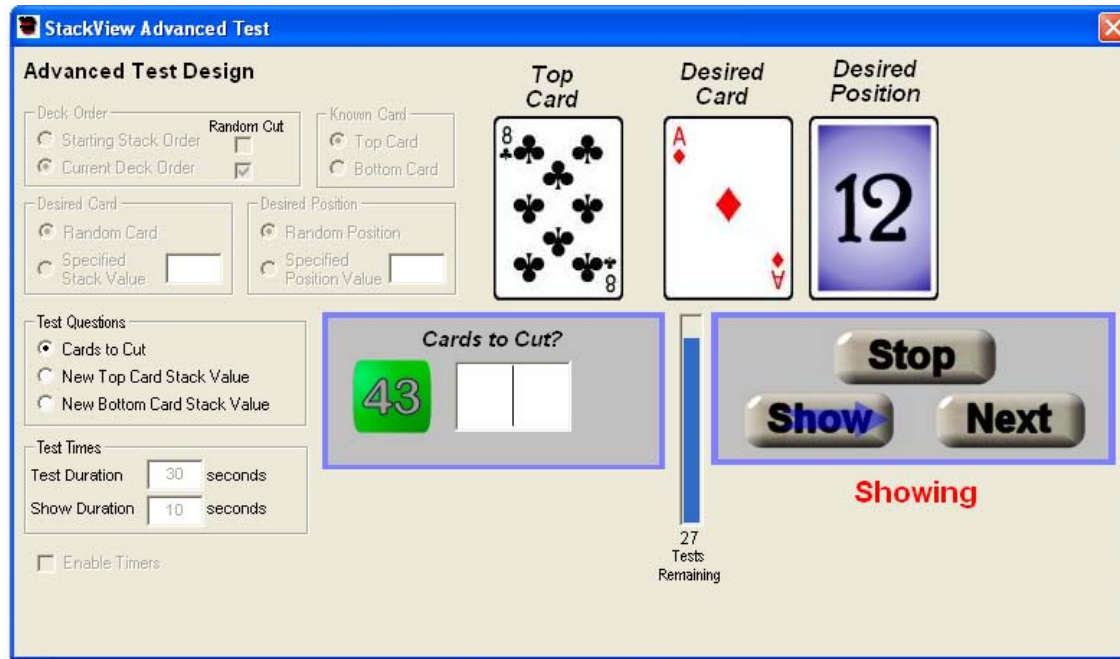 StackView Advanced Test
Advanced Test Design
Top
Card
Desired
Card
Desired
Position
Deck Order
Random Cut
Starting Stack Order
Current Deck Order
Known Card
Top Card
Bottom Card
8
8
A
A
12
Desired Card
Random Card
Specified
Stack Value
Desired Position
Random Position
Specified
Position Value
Test Questions
Cards to Cut
New Top Card Stack Value
New Bottom Card Stack Value
Cards to Cut?
43
Stop
Show
Next
Showing
Test Times
Test Duration 30 seconds
Show Duration 10 seconds
Enable Timers
27
Tests
Remaining